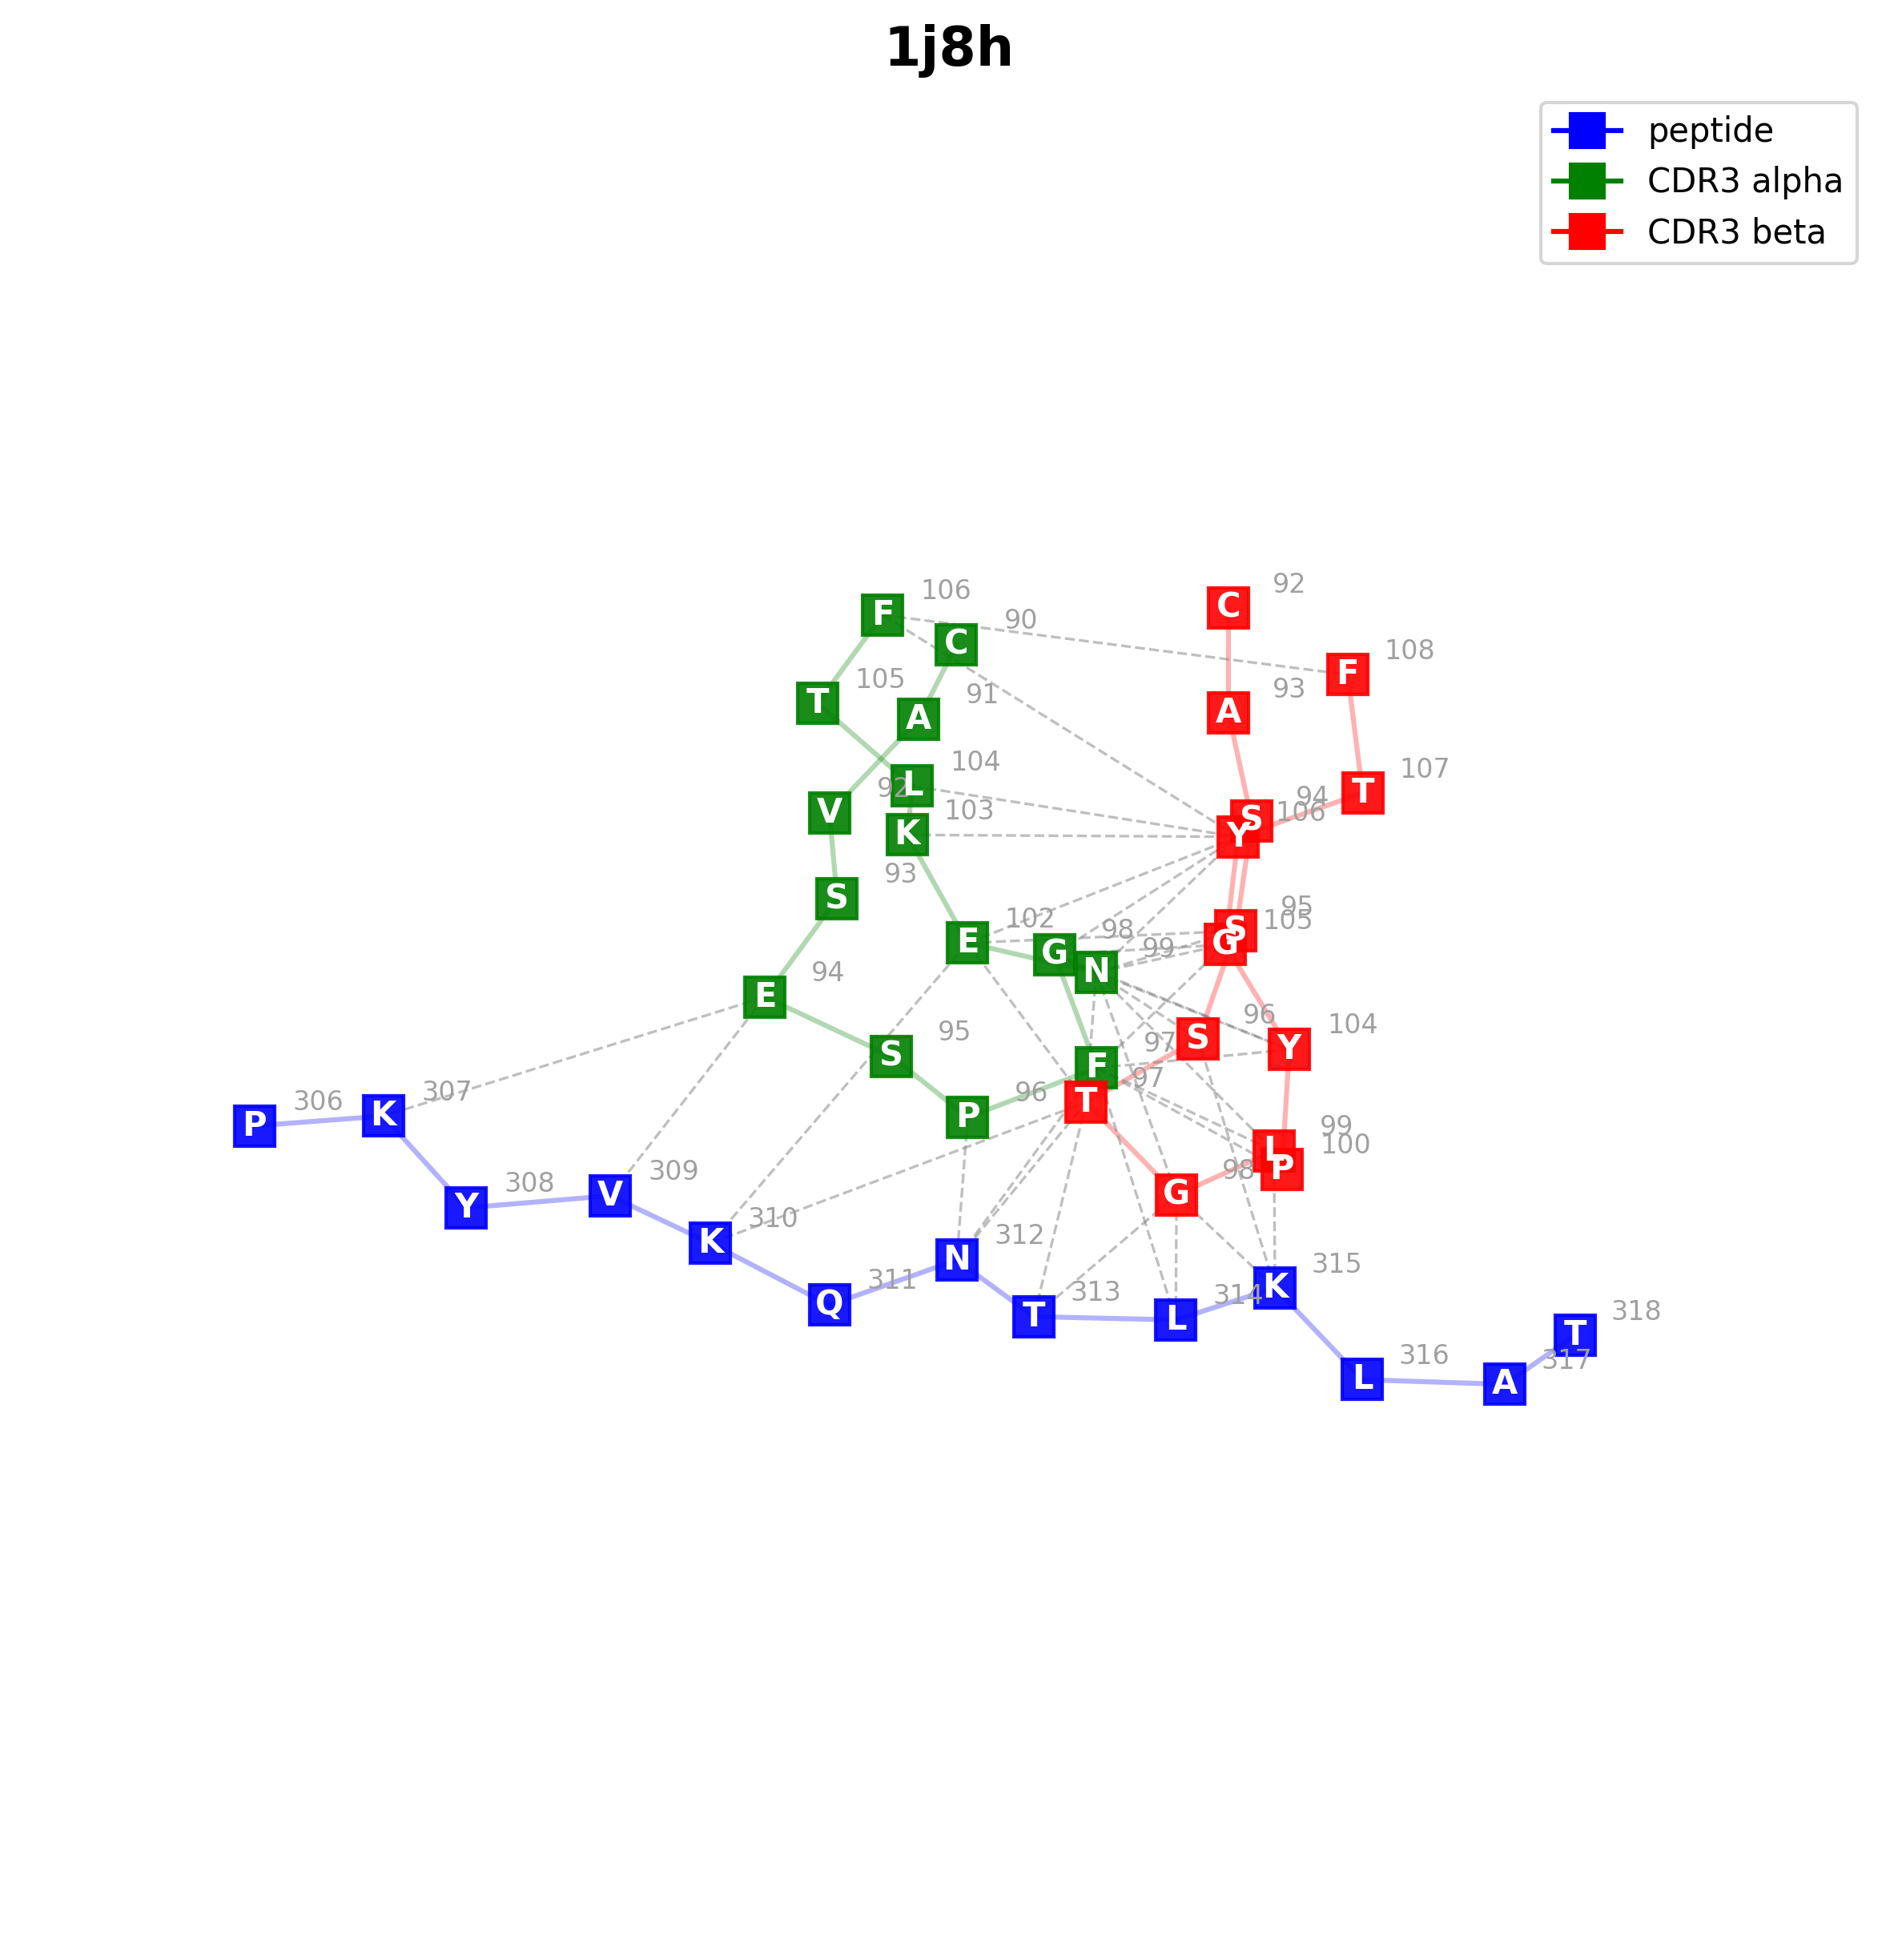 1j8h
peptide
CDR3 alpha
CDR3 beta
F 106
C 90
C 92
F 108
T 105
A 91
A 93
T 107
L 104
V 92
K 103
S 94
Y 106
S 93
E 102
G 98
N 99
S 95
G 105
E 94
S 95
S 96
Y 104
F 97
T 97
P 96
P 306
K 307
Y 308
V 309
K 310
Q 311
N 312
T 313
L 314
K 315
L 316
A 317
T 318
G 98
L 99
P 100